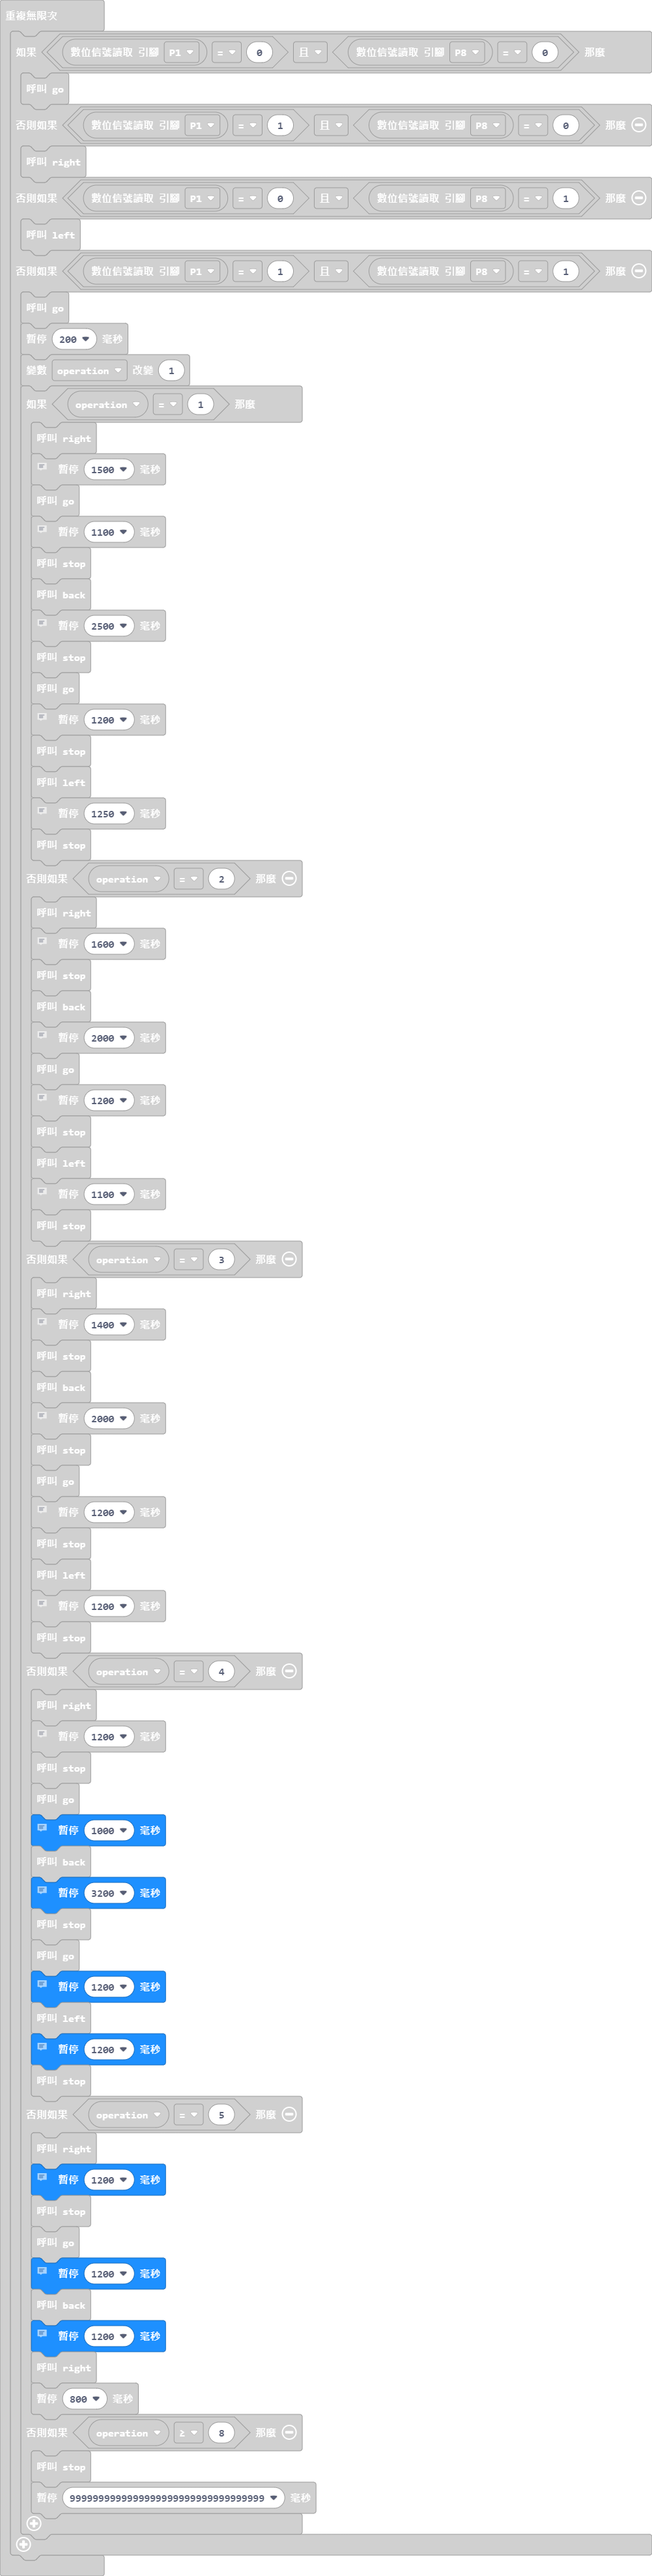 重複無限次
如果 數位信號讀取 引腳 P1 = 0 且 數位信號讀取 引腳 P8 = 0 那麼
呼叫 go
否則如果 數位信號讀取 引腳 P1 = 1 且 數位信號讀取 引腳 P8 = 0 那麼
呼叫 right
否則如果 數位信號讀取 引腳 P1 = 0 且 數位信號讀取 引腳 P8 = 1 那麼
呼叫 left
否則如果 數位信號讀取 引腳 P1 = 1 且 數位信號讀取 引腳 P8 = 1 那麼
呼叫 go
暫停 200 毫秒
變數 operation 改變 1
如果 operation = 1 那麼
呼叫 right
暫停 1500 毫秒
呼叫 go
暫停 1100 毫秒
呼叫 stop
呼叫 back
暫停 2500 毫秒
呼叫 stop
呼叫 go
暫停 1200 毫秒
呼叫 stop
呼叫 left
暫停 1250 毫秒
呼叫 stop
否則如果 operation = 2 那麼
呼叫 right
暫停 1600 毫秒
呼叫 stop
呼叫 back
暫停 2000 毫秒
呼叫 go
暫停 1200 毫秒
呼叫 stop
呼叫 left
暫停 1100 毫秒
呼叫 stop
否則如果 operation = 3 那麼
呼叫 right
暫停 1400 毫秒
呼叫 stop
呼叫 back
暫停 2000 毫秒
呼叫 stop
呼叫 go
暫停 1200 毫秒
呼叫 stop
呼叫 left
暫停 1200 毫秒
呼叫 stop
否則如果 operation = 4 那麼
呼叫 right
暫停 1200 毫秒
呼叫 stop
呼叫 go
暫停 1000 毫秒
呼叫 back
暫停 3200 毫秒
呼叫 stop
呼叫 go
暫停 1200 毫秒
呼叫 left
暫停 1200 毫秒
呼叫 stop
否則如果 operation = 5 那麼
呼叫 right
暫停 1200 毫秒
呼叫 stop
呼叫 go
暫停 1200 毫秒
呼叫 back
暫停 1200 毫秒
呼叫 right
暫停 800 毫秒
否則如果 operation ≥ 8 那麼
呼叫 stop
暫停 9999999999999999999999999999999999 毫秒